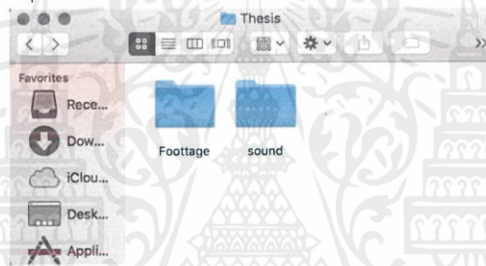 Thesis
Favorites
Rece...
Dow...
iClou...
Desk...
Appli...
Foottage
sound